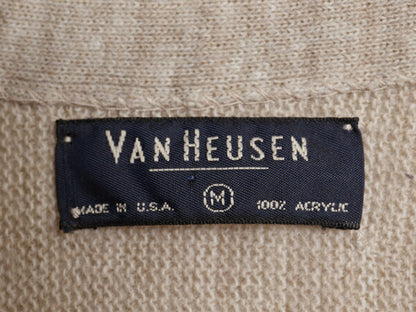 VAN HEUSEN
MADE IN U.S.A. M 100% ACRYLIC